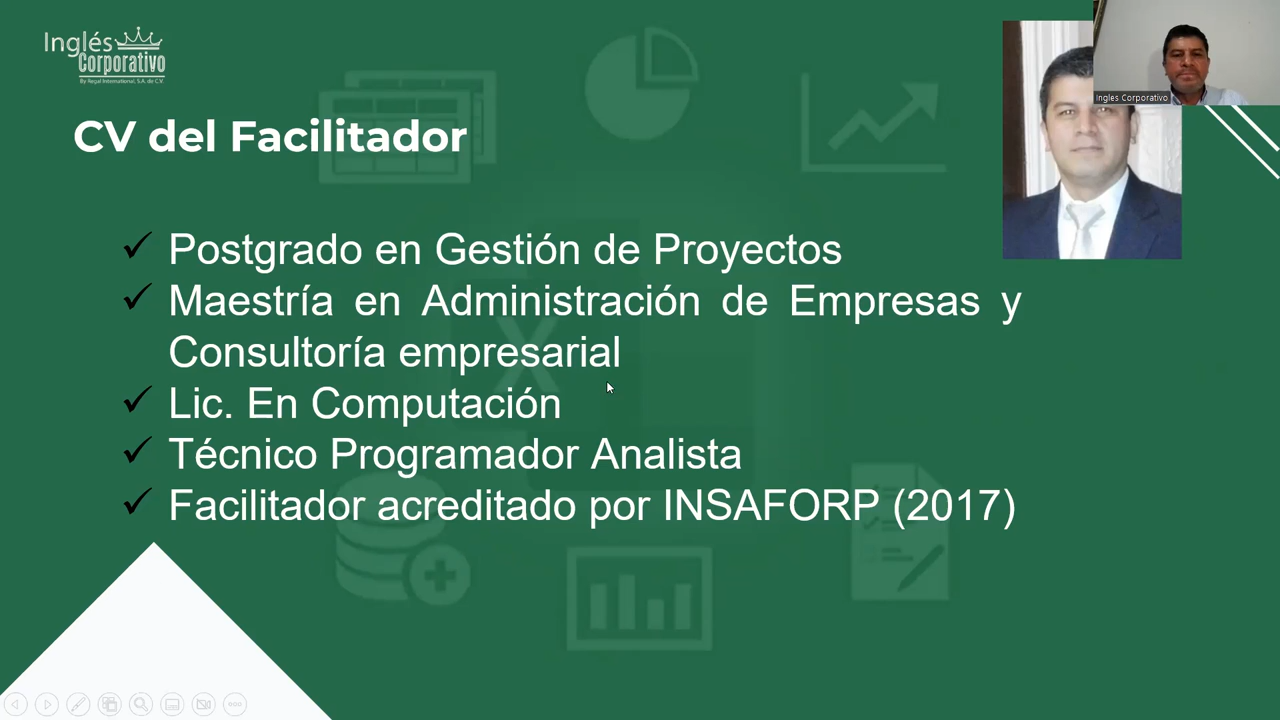 Inglés
Corporativo
By Regal International, S.A. de C.V.
Ingles Corporativo
CV del Facilitador
Postgrado en Gestión de Proyectos
Maestría en Administración de Empresas y
Consultoría empresarial
Lic. En Computación
Técnico Programador Analista
Facilitador acreditado por INSAFORP (2017)